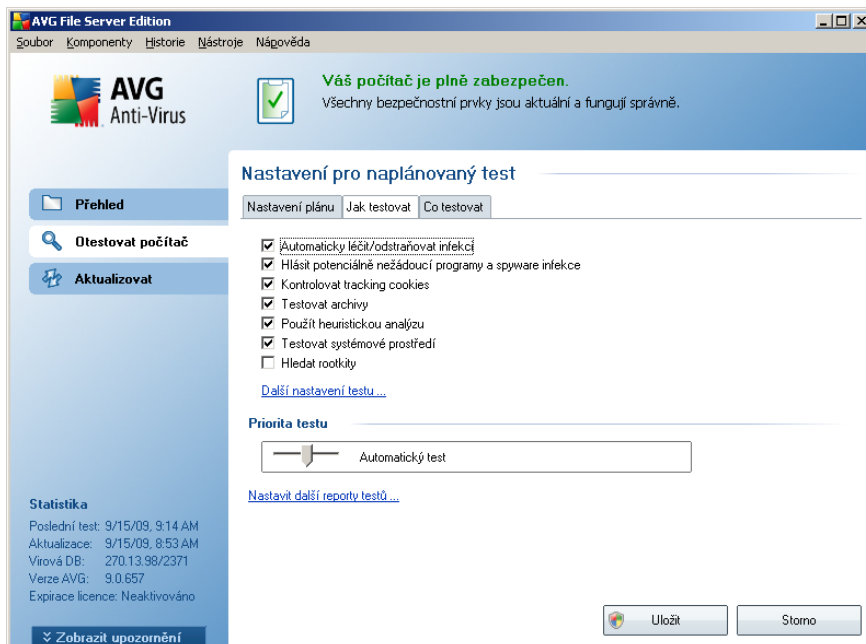 AVG File Server Edition
Soubor Komponenty Historie Nástroje Nápověda
AVG
Anti-Virus
Váš počítač je plně zabezpečen.
Všechny bezpečnostní prvky jsou aktuální a fungují správně.
Přehled
Otestovat počítač
Aktualizovat
Nastavení pro naplánovaný test
Nastavení plánu Jak testovat Co testovat
Automaticky léčit/odstraňovat infekci
Hlásit potenciálně nežádoucí programy a spyware infekce
Kontrolovat tracking cookies
Testovat archivy
Použít heuristickou analýzu
Testovat systémové prostředí
Hledat rootkity
Další nastavení testu ...
Priorita testu
Automatický test
Nastavit další reporty testů ...
Statistika
Poslední test: 9/15/09, 9:14 AM
Aktualizace: 9/15/09, 8:53 AM
Virová DB: 270.13.98/2371
Verze AVG: 9.0.657
Expirace licence: Neaktivováno
Zobrazit upozornění
Uložit Storno